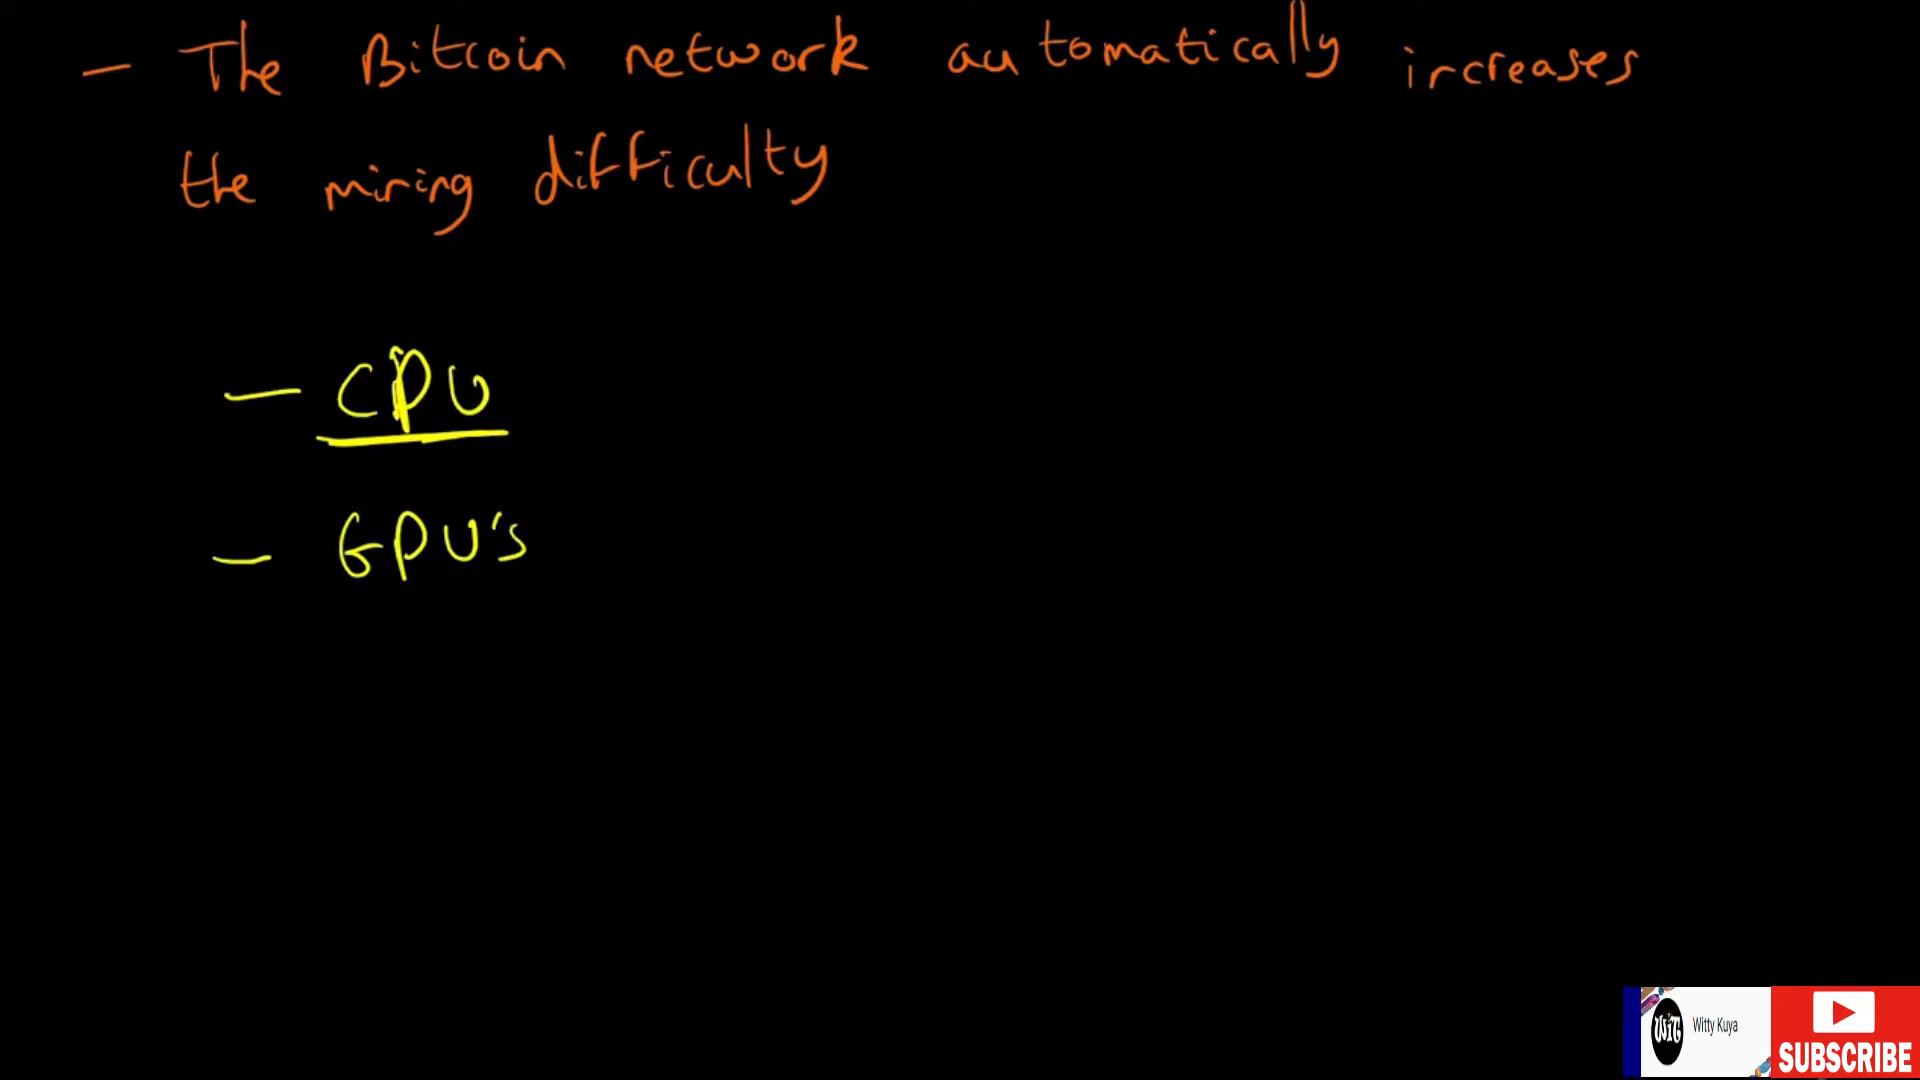 - The Bitcoin network automatically increases
the mining difficulty
- CPU
- GPU's
Witty Kuya
SUBSCRIBE